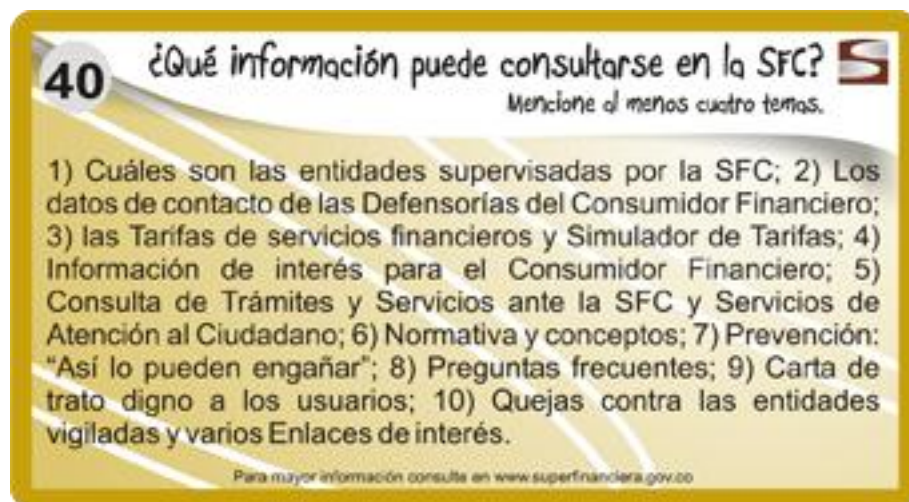 40
¿Qué información puede consultarse en la SFC?
Mencione al menos cuatro temas.
1) Cuáles son las entidades supervisadas por la SFC; 2) Los
datos de contacto de las Defensorías del Consumidor Financiero;
3) las Tarifas de servicios financieros y Simulador de Tarifas; 4)
Información de interés para el Consumidor Financiero; 5)
Consulta de Trámites y Servicios ante la SFC y Servicios de
Atención al Ciudadano; 6) Normativa y conceptos; 7) Prevención:
“Así lo pueden engañar”; 8) Preguntas frecuentes; 9) Carta de
trato digno a los usuarios; 10) Quejas contra las entidades
vigiladas y varios Enlaces de interés.
Para mayor información consulte en www.superfinanciera.gov.co